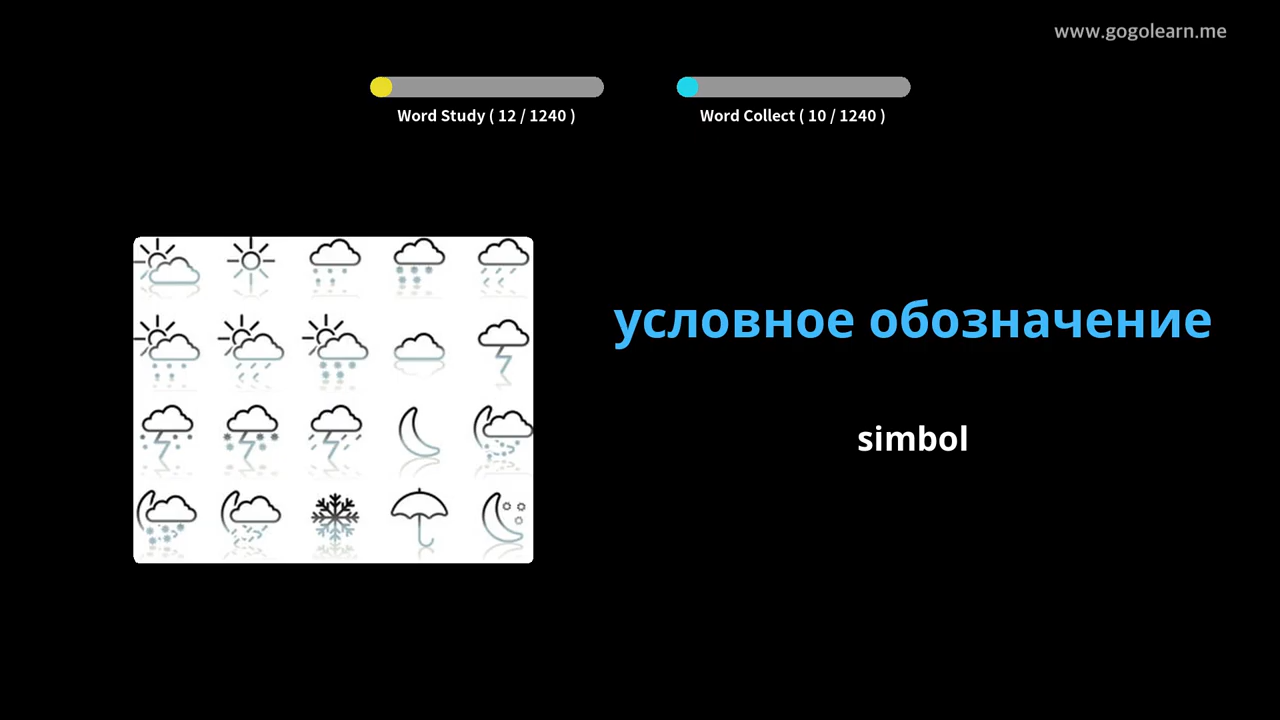 www.gogolearn.me
Word Study ( 12 / 1240 )
Word Collect ( 10 / 1240 )
условное обозначение
simbol